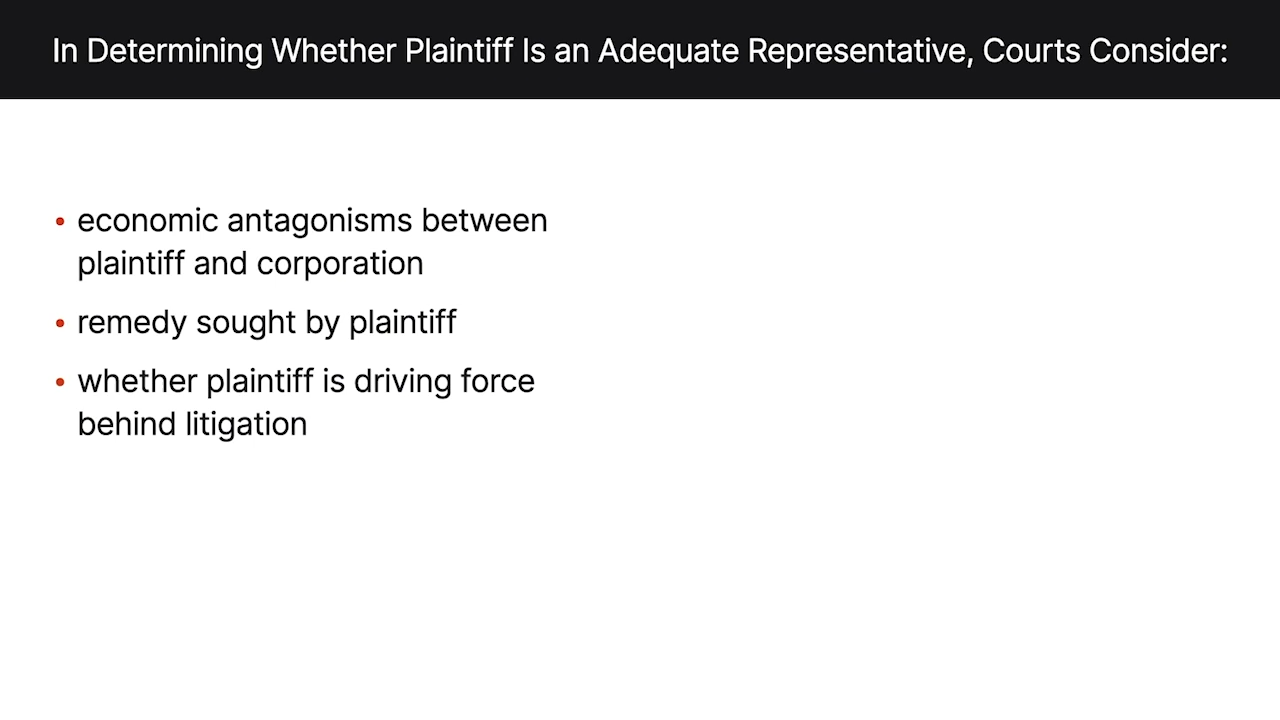 In Determining Whether Plaintiff Is an Adequate Representative, Courts Consider:
• economic antagonisms between
plaintiff and corporation
• remedy sought by plaintiff
• whether plaintiff is driving force
behind litigation